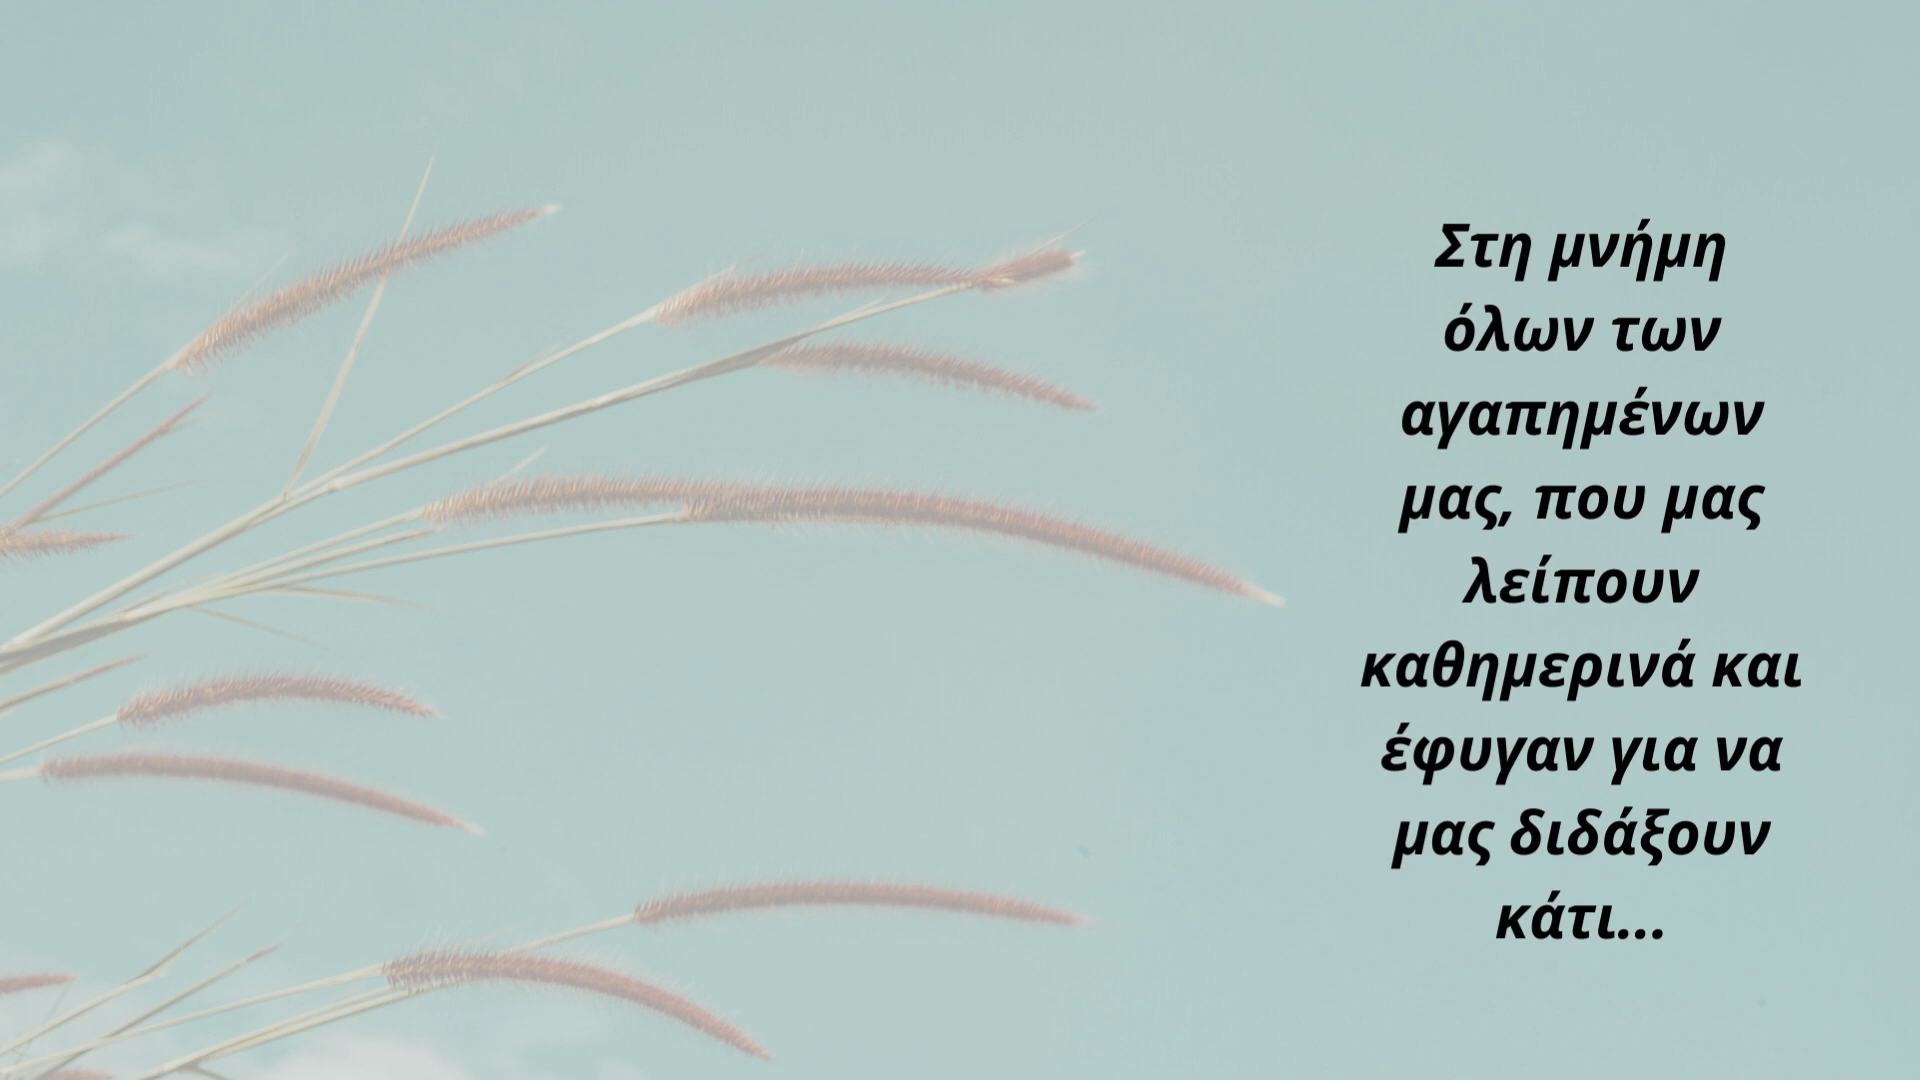 Στη μνήμη
όλων των
αγαπημένων
μας, που μας
λείπουν
καθημερινά και
έφυγαν για να
μας διδάξουν
κάτι...